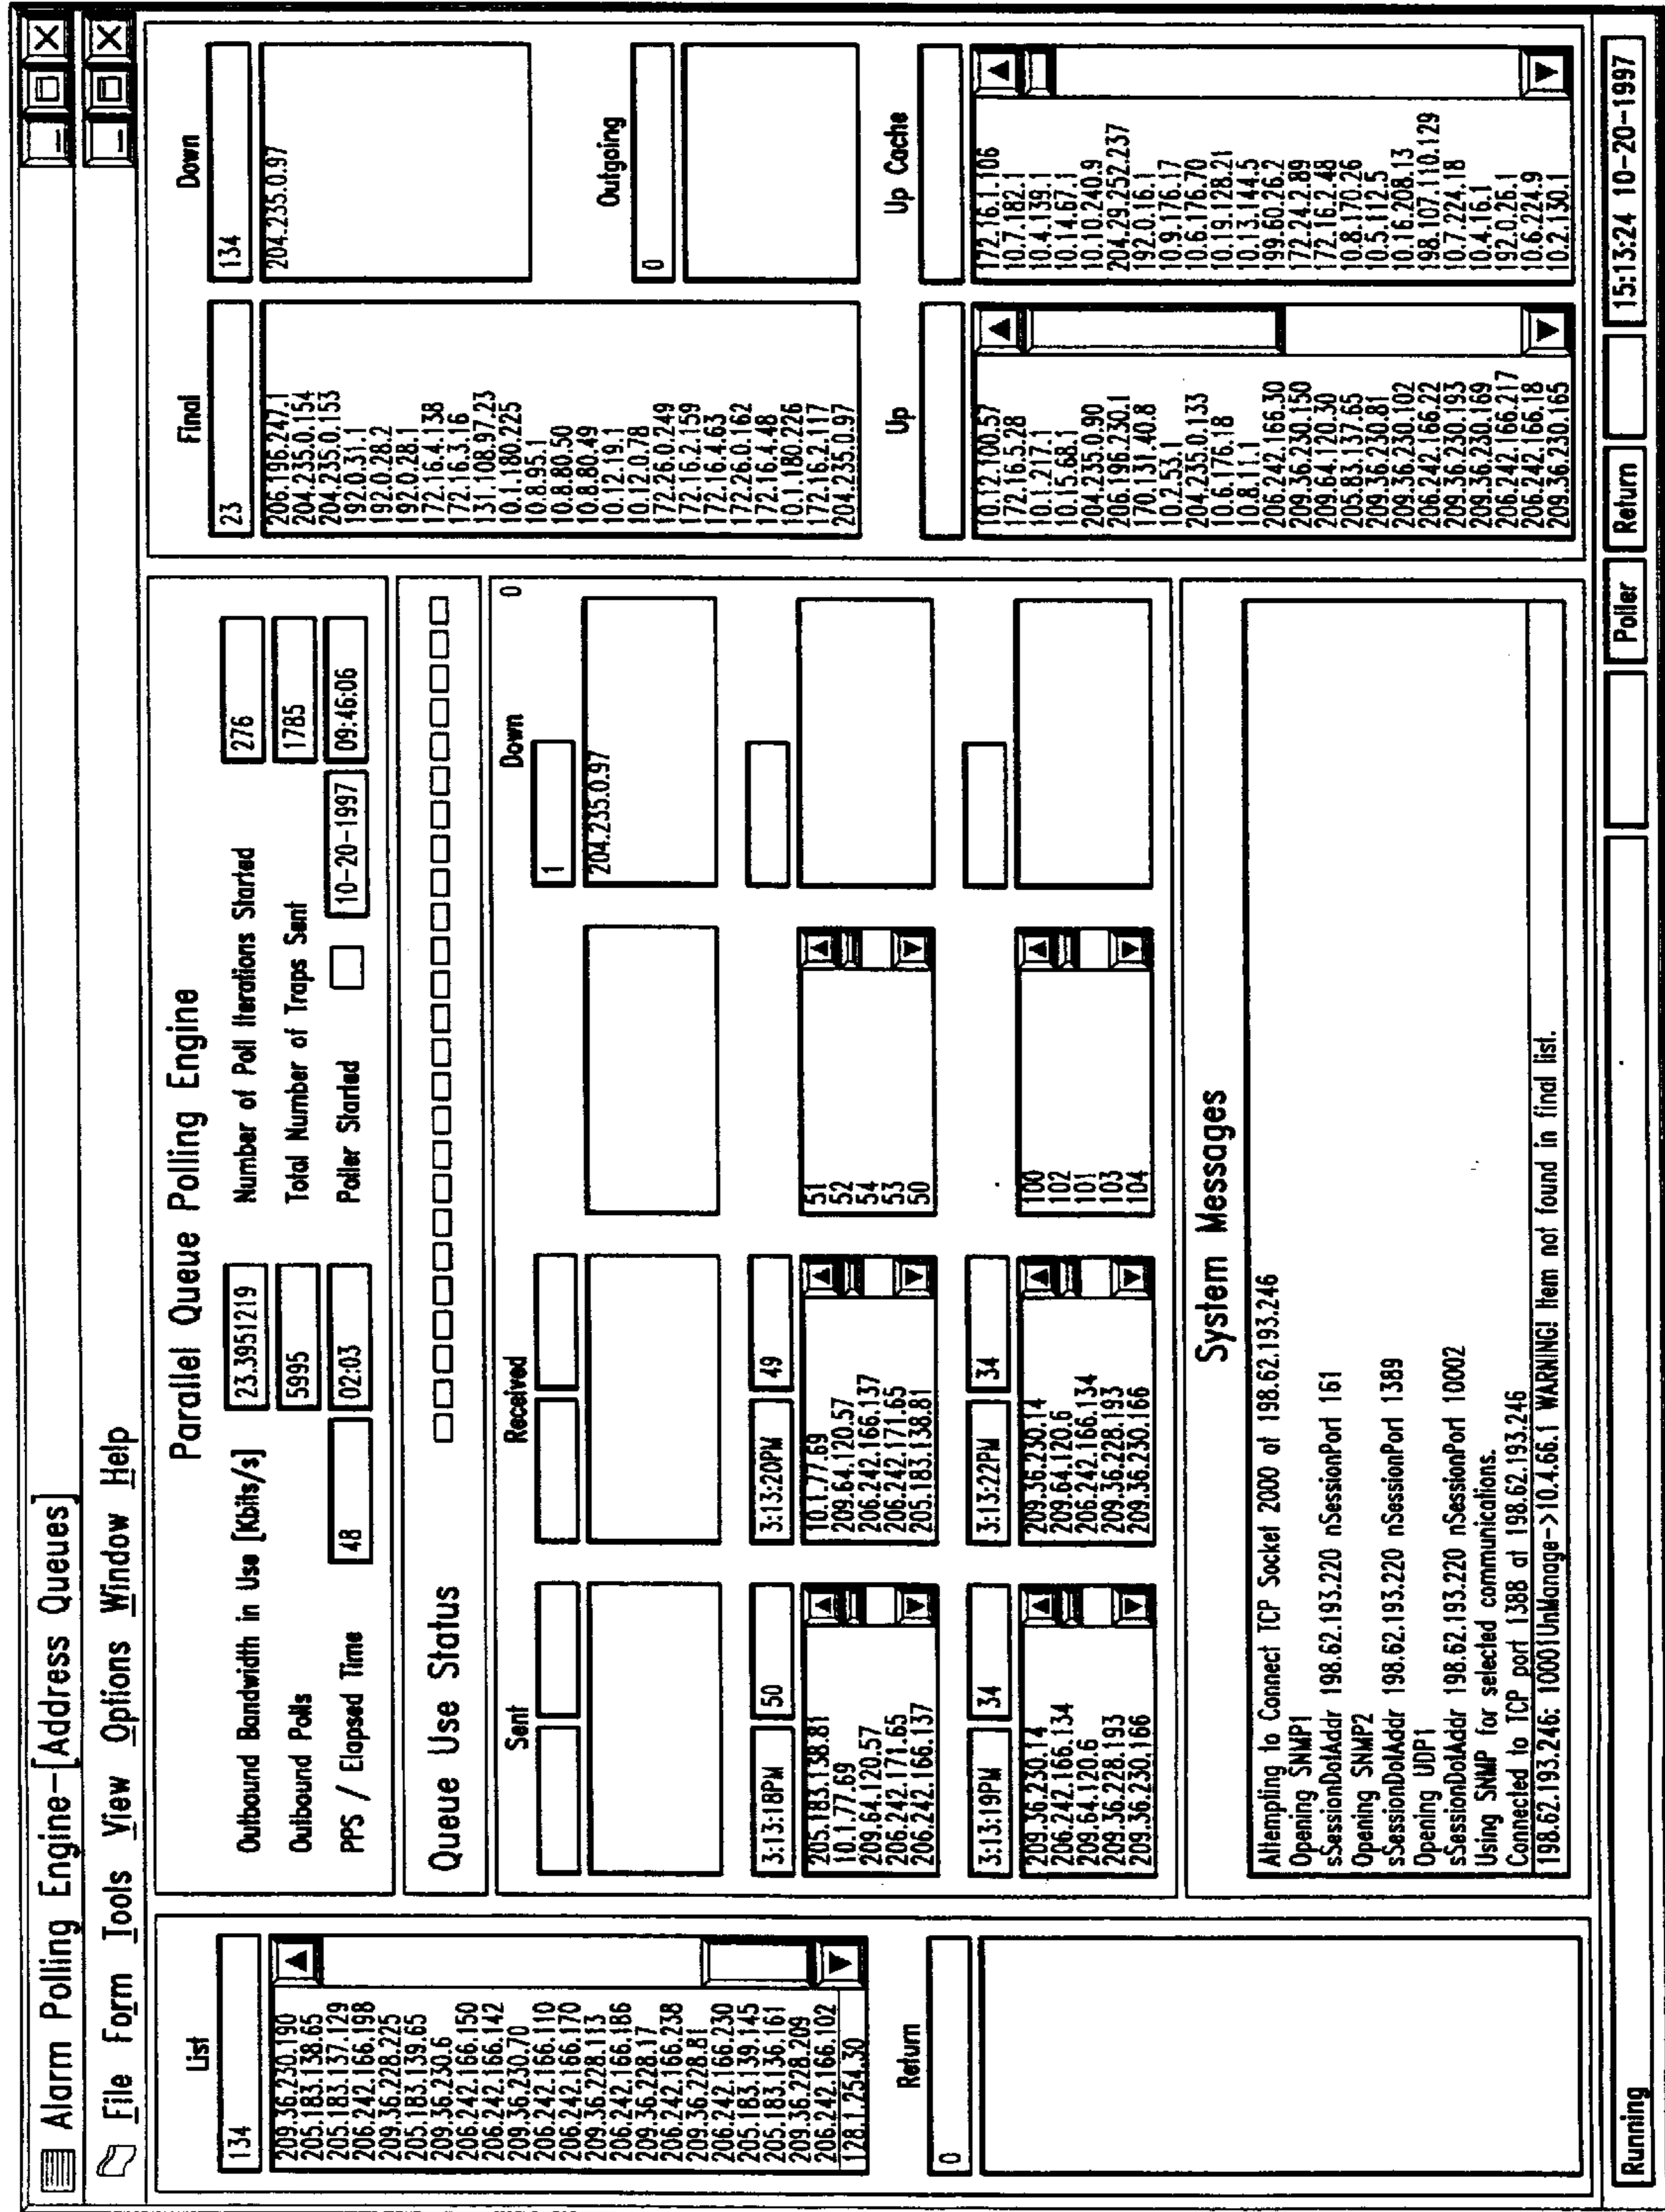 Alarm Polling Engine-[Address Queues]
File Form Tools View Options Window Help
List
134
209.36.230.190
205.183.138.65
205.183.137.129
206.242.166.198
209.36.228.225
205.183.139.65
209.36.230.6
206.242.166.150
206.242.166.142
209.36.230.70
206.242.166.110
206.242.166.170
209.36.228.113
206.242.166.186
209.36.228.17
206.242.166.238
209.36.228.81
206.242.166.230
205.183.139.145
205.183.136.161
209.36.228.209
206.242.166.102
128.1.254.30
Return
0
Parallel Queue Polling Engine
Outbound Bandwidth in Use [Kbits/s] 23.3951219 Number of Poll Iterations Started 276
Outbound Polls 5995 Total Number of Traps Sent 1785
PPS / Elapsed Time 48 02:03 Poller Started 10-20-1997 09:46:06
Queue Use Status
Sent Received Down 0
1
204.235.0.97
3:13:18PM 50 3:13:20PM 49
205.183.138.81 10.1.77.69 51
10.1.77.69 209.64.120.57 52
209.64.120.57 206.242.166.137 54
206.242.171.65 206.242.171.65 53
206.242.166.137 205.183.138.81 50
3:13:19PM 34 3:13:22PM 34
209.36.230.14 209.36.230.14 100
206.242.166.134 209.64.120.6 102
209.64.120.6 206.242.166.134 101
209.36.228.193 209.36.228.193 103
209.36.230.166 209.36.230.166 104
System Messages
Attempting to Connect TCP Socket 2000 at 198.62.193.246
Opening SNMP1
sSessionDolAddr 198.62.193.220 nSessionPort 161
Opening SNMP2
sSessionDolAddr 198.62.193.220 nSessionPort 1389
Opening UDP1
sSessionDolAddr 198.62.193.220 nSessionPort 10002
Using SNMP for selected communications.
Connected to TCP port 1388 at 198.62.193.246
198.62.193.246: 10001UnManage->10.4.66.1 WARNING! Item not found in final list.
Final
23
206.196.247.1
204.235.0.154
204.235.0.153
192.0.31.1
192.0.28.2
192.0.28.1
172.16.4.138
172.16.3.16
131.108.97.23
10.1.180.225
10.8.95.1
10.8.80.50
10.8.80.49
10.12.19.1
10.12.0.78
172.26.0.249
172.16.2.159
172.16.4.63
172.26.0.162
172.16.4.48
10.1.180.226
172.16.2.117
204.235.0.97
Down
134
204.235.0.97
Outgoing
0
Up
10.12.100.57
172.16.5.28
10.1.217.1
10.15.68.1
204.235.0.90
206.196.230.1
170.131.40.8
10.2.53.1
204.235.0.133
10.6.176.18
10.8.11.1
206.242.166.30
209.36.230.150
209.64.120.30
205.83.137.65
209.36.230.81
209.36.230.102
206.242.166.22
209.36.230.193
209.36.230.169
206.242.166.217
206.242.166.18
209.36.230.165
Up Cache
172.16.1.106
10.7.182.1
10.4.139.1
10.14.67.1
10.10.240.9
204.29.252.237
192.0.16.1
10.9.176.17
10.6.176.70
10.19.128.21
10.13.144.5
199.60.26.2
172.24.2.89
172.16.2.48
10.8.170.26
10.5.112.5
10.16.208.13
198.107.110.129
10.7.224.18
10.4.16.1
192.0.26.1
10.6.224.9
10.2.130.1
Running Poller Return 15:13:24 10-20-1997